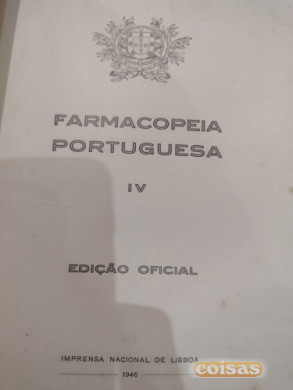 FARMACOPEIA
PORTUGUESA
IV
EDIÇÃO OFICIAL
IMPRENSA NACIONAL DE LISBOA
1946
coisas